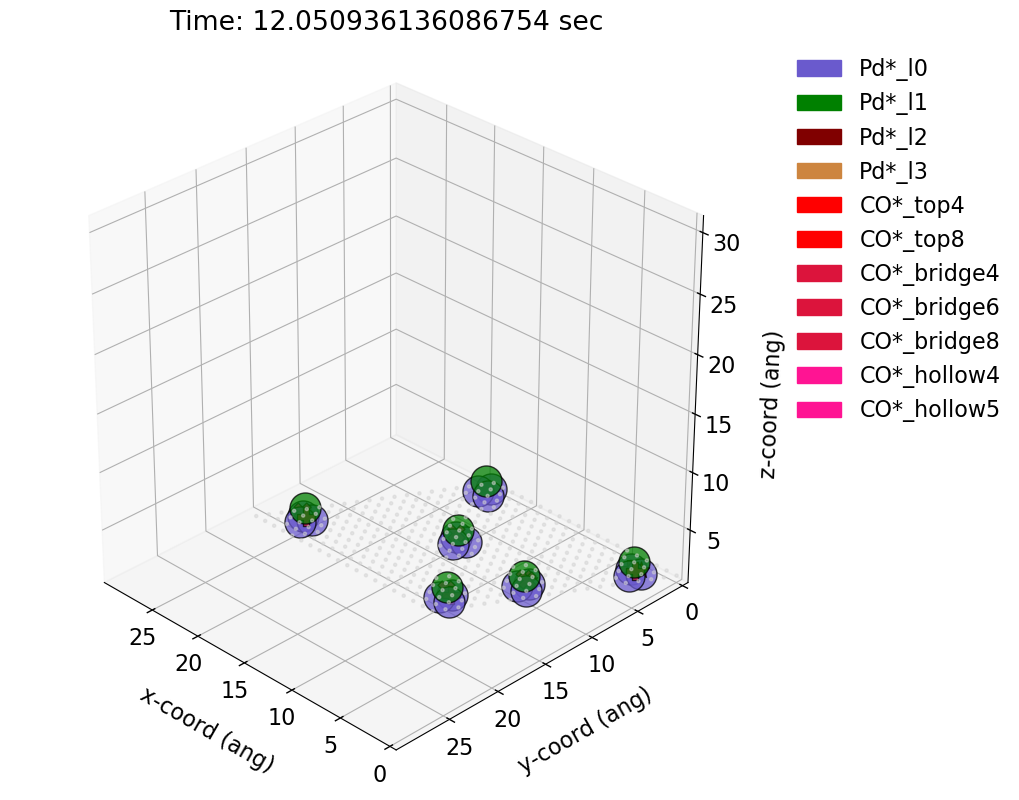 Time: 12.050936136086754 sec
Pd*_l0
Pd*_l1
Pd*_l2
Pd*_l3
CO*_top4
CO*_top8
CO*_bridge4
CO*_bridge6
CO*_bridge8
CO*_hollow4
CO*_hollow5
30
25
20
15
10
5
z-coord (ang)
25
20
15
10
5
0
x-coord (ang)
0
5
10
15
20
25
y-coord (ang)